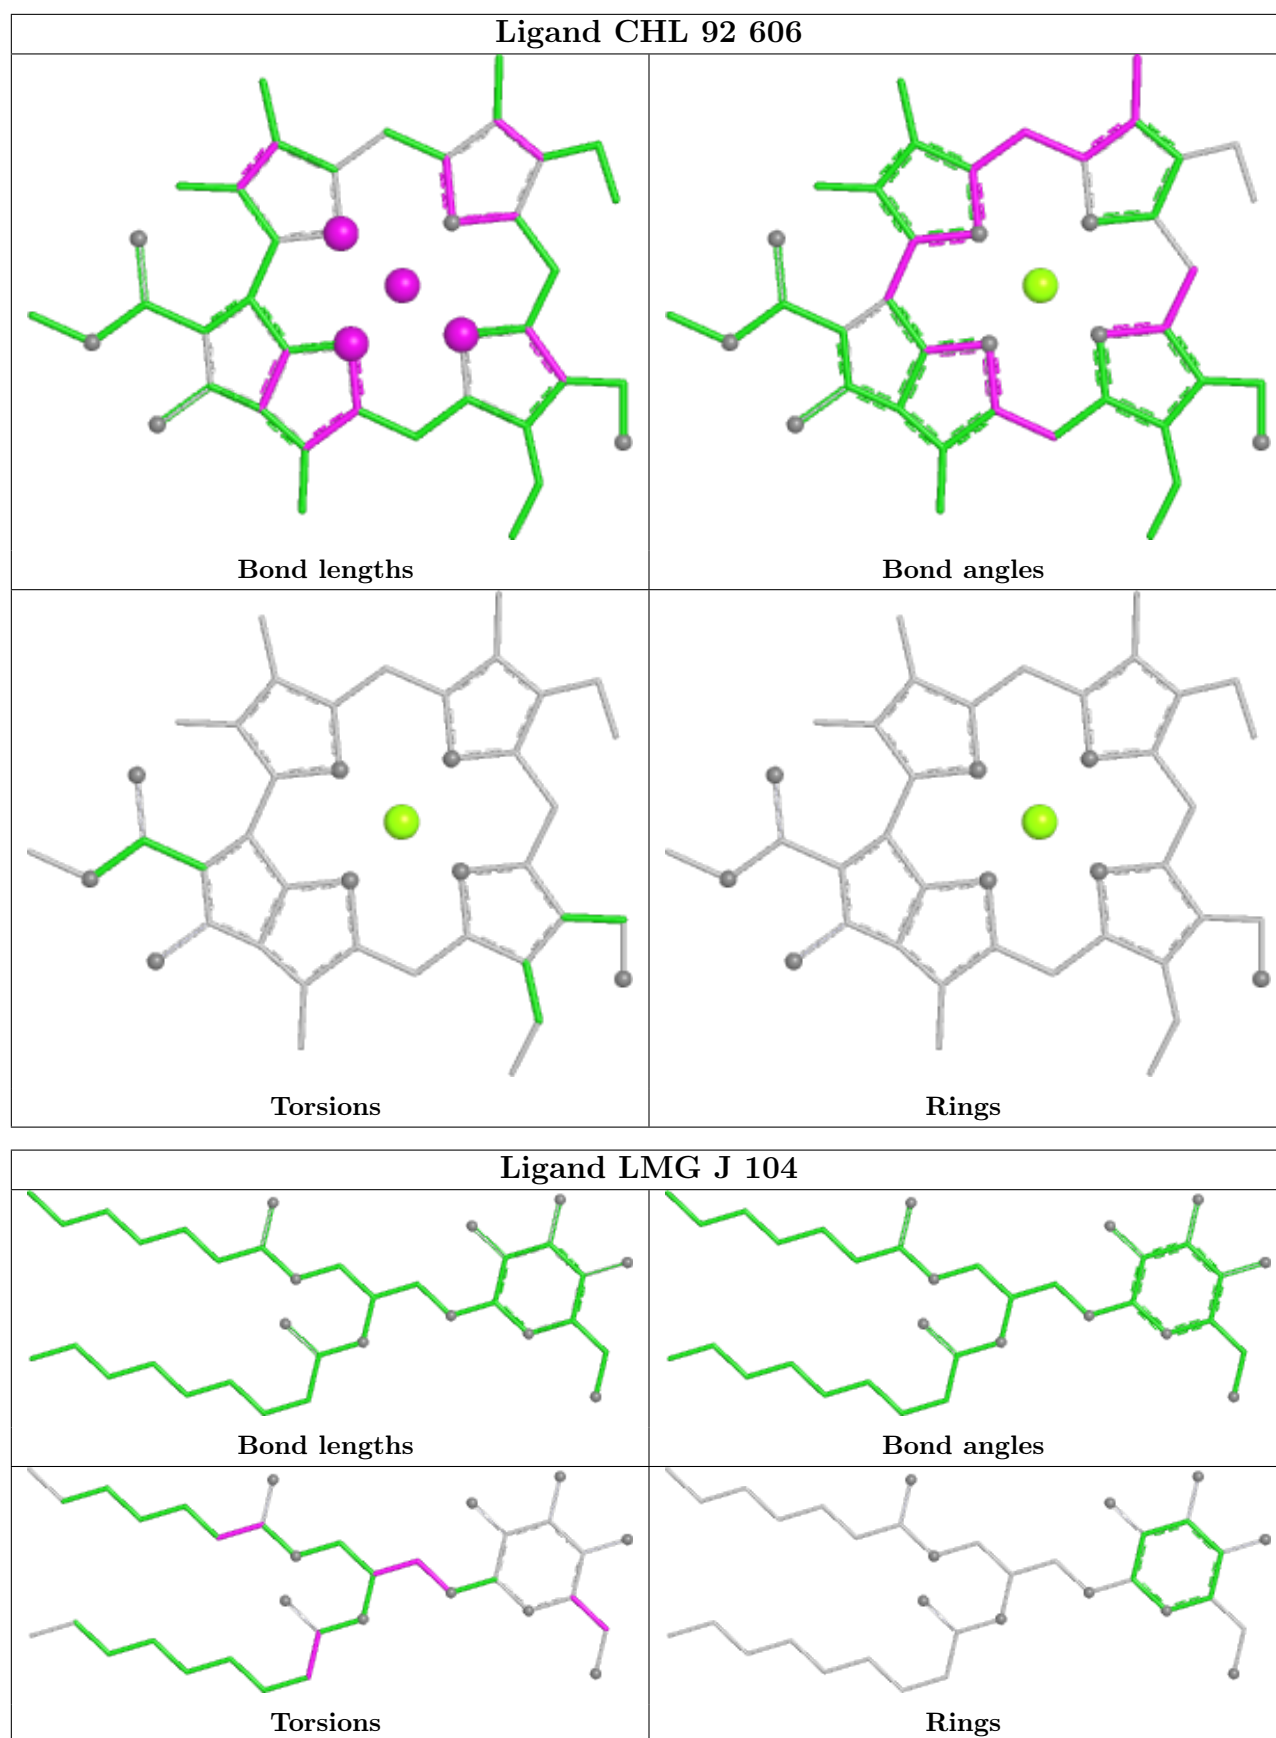 Ligand CHL 92 606
Bond lengths
Bond angles
Torsions
Rings
Ligand LMG J 104
Bond lengths
Bond angles
Torsions
Rings